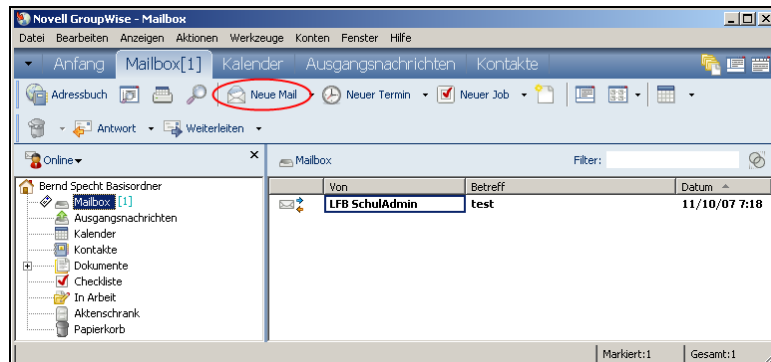 Novell GroupWise - Mailbox
Datei Bearbeiten Anzeigen Aktionen Werkzeuge Konten Fenster Hilfe
Anfang Mailbox[1] Kalender Ausgangsnachrichten Kontakte
Adressbuch Neue Mail Neuer Termin Neuer Job
Antwort Weiterleiten
Online Mailbox Filter:
Bernd Specht Basisordner
Von Betreff Datum
Mailbox [1]
LFB SchulAdmin test 11/10/07 7:18
Ausgangsnachrichten
Kalender
Kontakte
Dokumente
Checkliste
In Arbeit
Aktenschrank
Papierkorb
Markiert:1 Gesamt:1